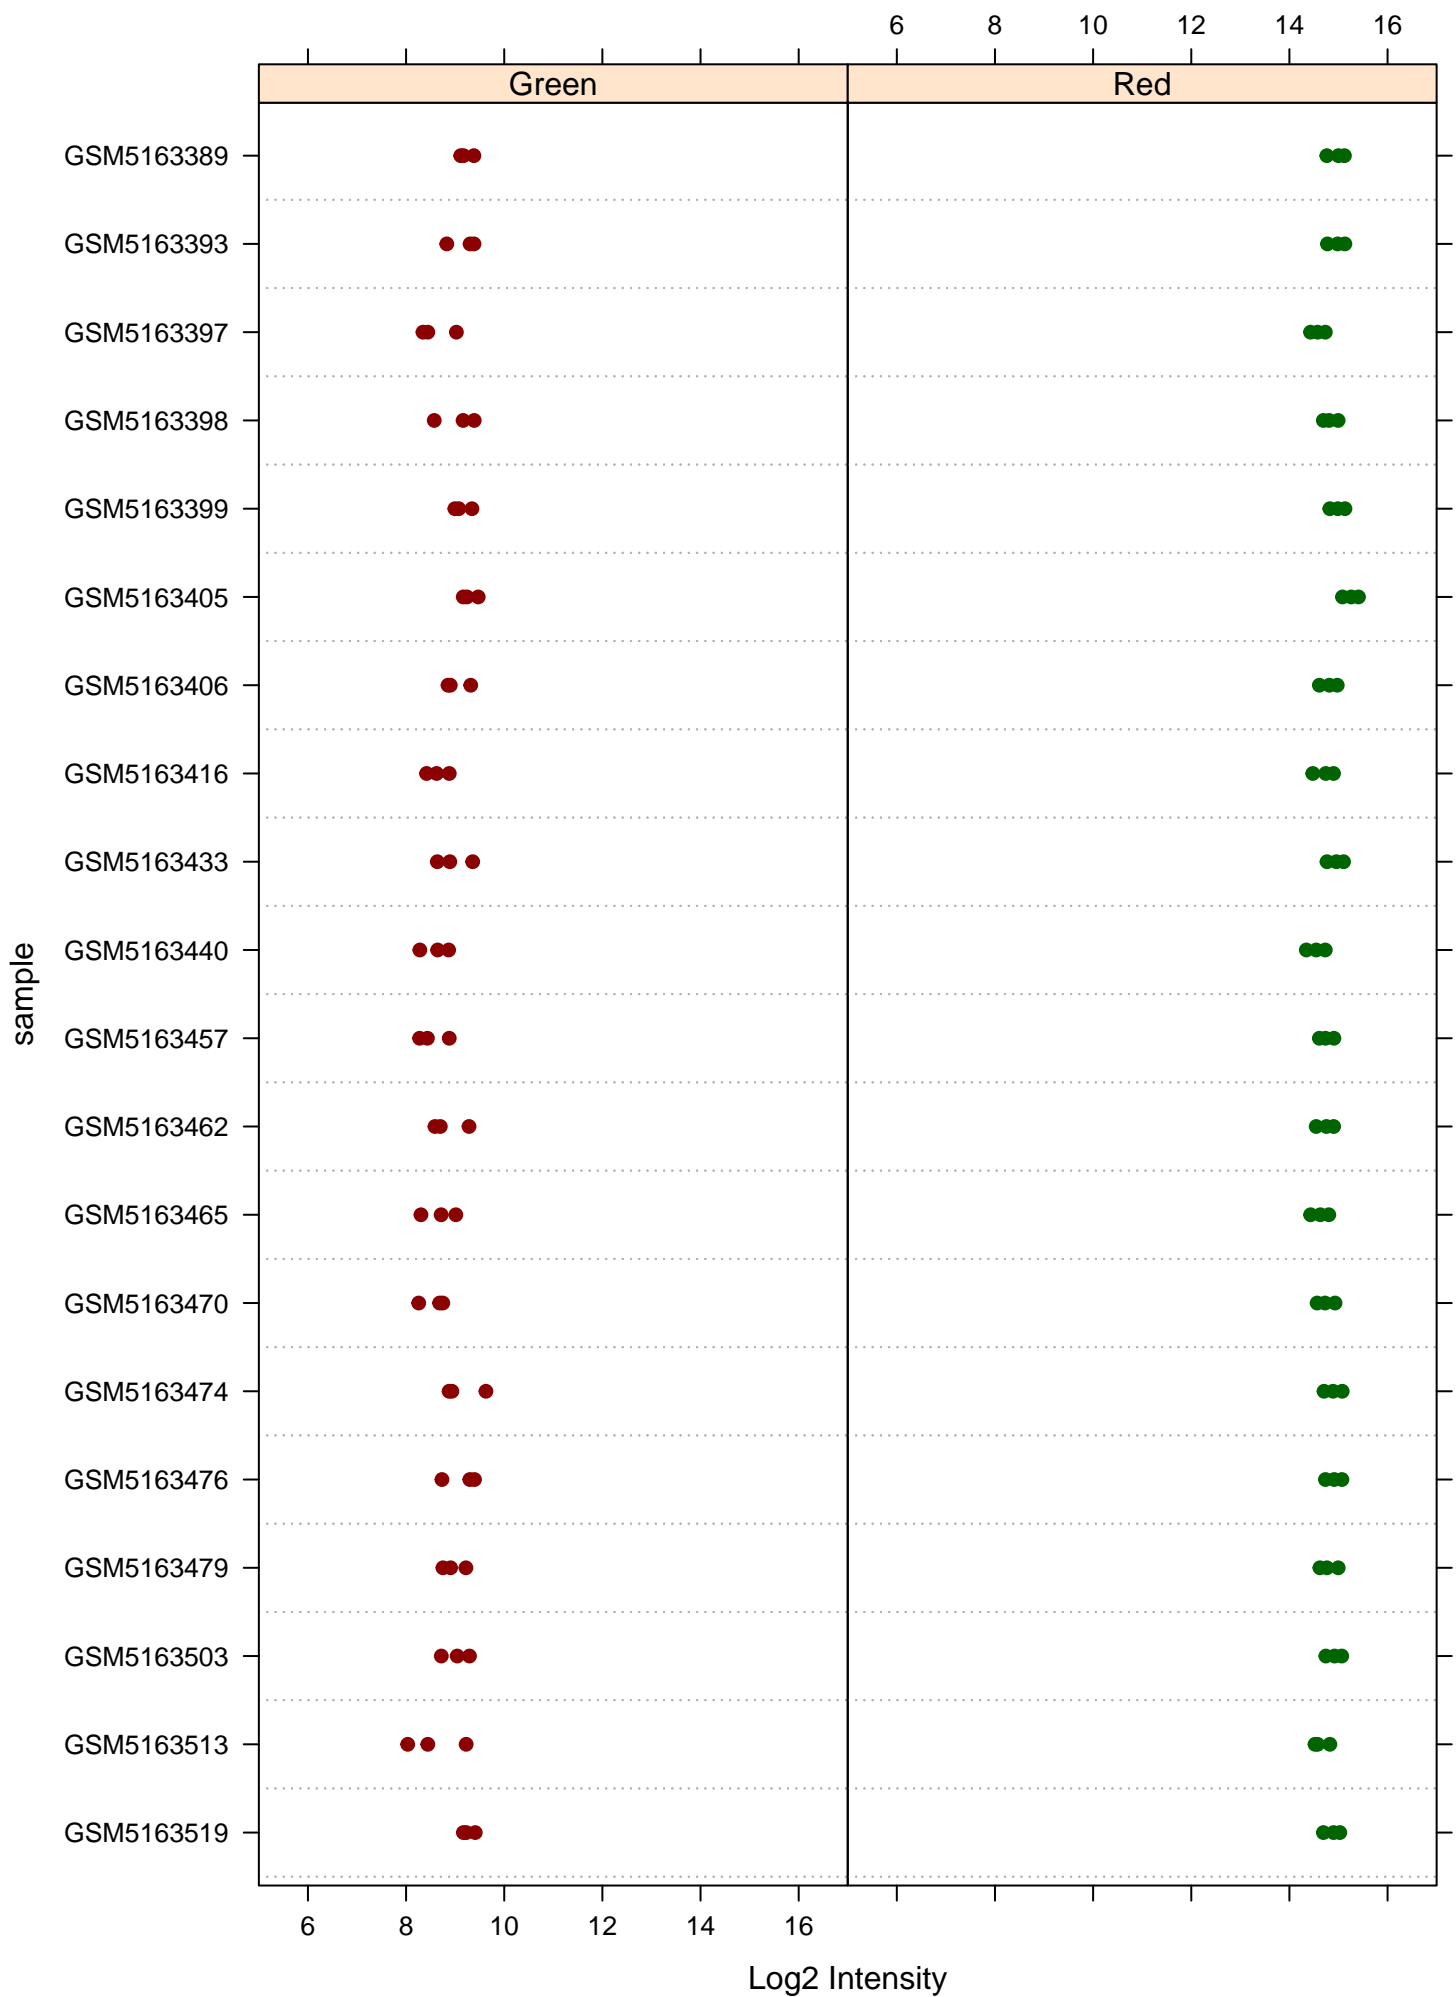 6 8 10 12 14 16
Green Red
GSM5163389
GSM5163393
GSM5163397
GSM5163398
GSM5163399
GSM5163405
GSM5163406
GSM5163416
GSM5163433
GSM5163440
GSM5163457
GSM5163462
GSM5163465
GSM5163470
GSM5163474
GSM5163476
GSM5163479
GSM5163503
GSM5163513
GSM5163519
sample
6 8 10 12 14 16
Log2 Intensity